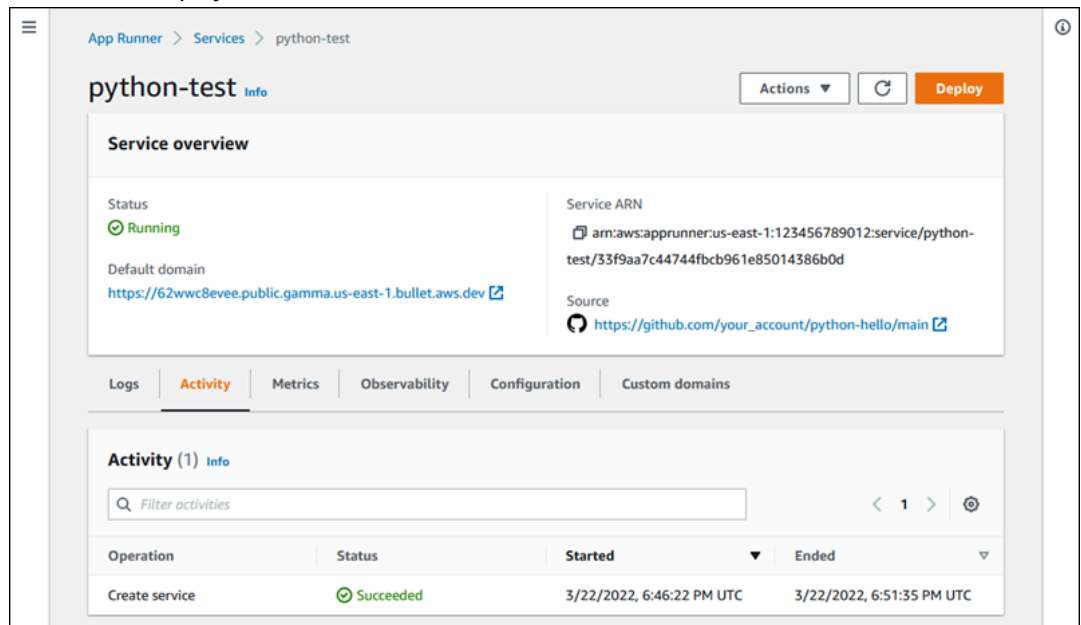 App Runner > Services > python-test
python-test Info
Actions ▼
Deploy
Service overview
Status
Running
Default domain
https://62wwc8evee.public.gamma.us-east-1.bullet.aws.dev
Service ARN
arn:aws:apprunner:us-east-1:123456789012:service/python-
test/33f9aa7c44744fbcb961e85014386b0d
Source
https://github.com/your_account/python-hello/main
Logs Activity Metrics Observability Configuration Custom domains
Activity (1) Info
Filter activities
< 1 >
Operation Status Started ▼ Ended ▽
Create service Succeeded 3/22/2022, 6:46:22 PM UTC 3/22/2022, 6:51:35 PM UTC